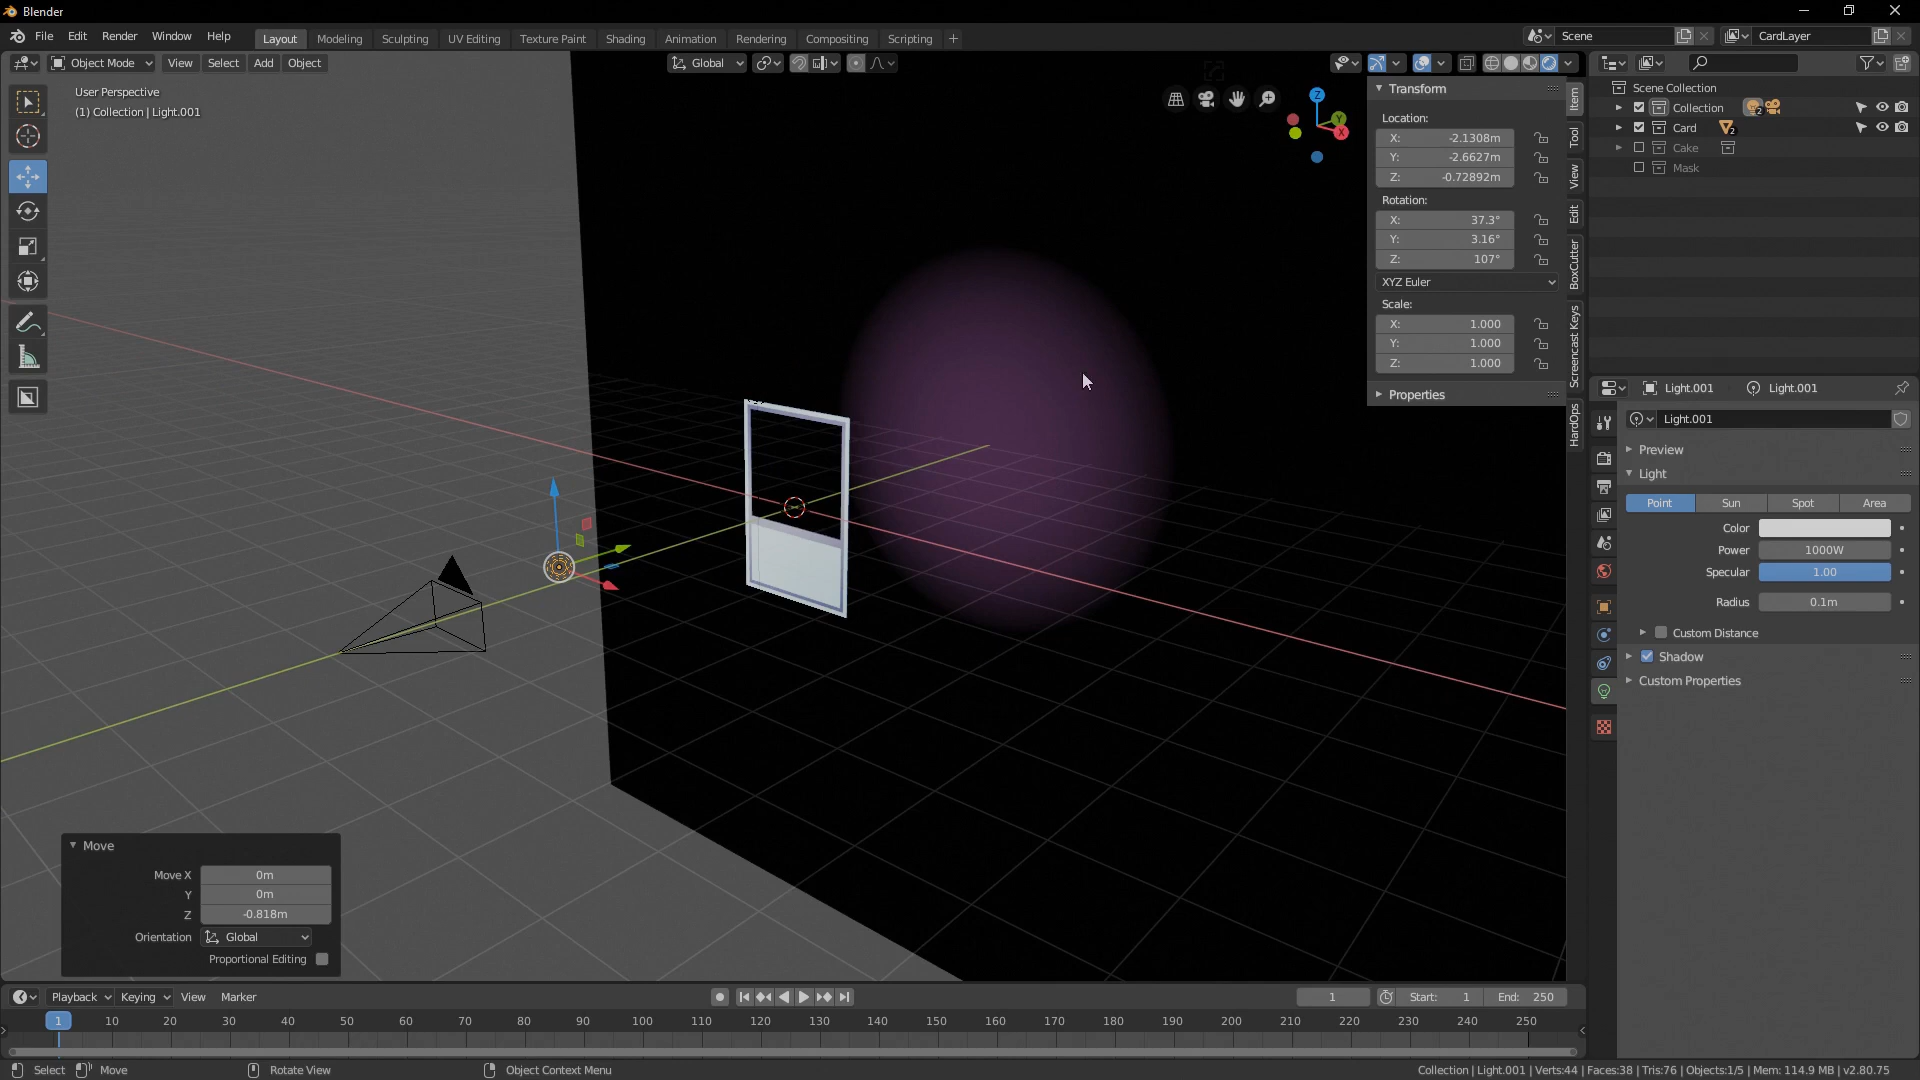 Blender
File Edit Render Window Help
Layout Modeling Sculpting UV Editing Texture Paint Shading Animation Rendering Compositing Scripting +
Scene
CardLayer
Object Mode View Select Add Object
Global
User Perspective
(1) Collection | Light.001
Z
Y
X
Transform
Location:
X: -2.1308m
Y: -2.6627m
Z: -0.72892m
Rotation:
X: 37.3°
Y: 3.16°
Z: 107°
XYZ Euler
Scale:
X: 1.000
Y: 1.000
Z: 1.000
Properties
Item
Tool
View
Edit
BoxCutter
Screencast Keys
HardOps
Scene Collection
Collection 2
Card 2
Cake
Mask
Light.001 Light.001
Light.001
Preview
Light
Point Sun Spot Area
Color
Power 1000W
Specular 1.00
Radius 0.1m
Custom Distance
Shadow
Custom Properties
Move
Move X 0m
Y 0m
Z -0.818m
Orientation Global
Proportional Editing
Playback Keying View Marker
1 Start: 1 End: 250
1 10 20 30 40 50 60 70 80 90 100 110 120 130 140 150 160 170 180 190 200 210 220 230 240 250
Select Move Rotate View Object Context Menu
Collection | Light.001 | Verts:44 | Faces:38 | Tris:76 | Objects:1/5 | Mem: 114.9 MB | v2.80.75